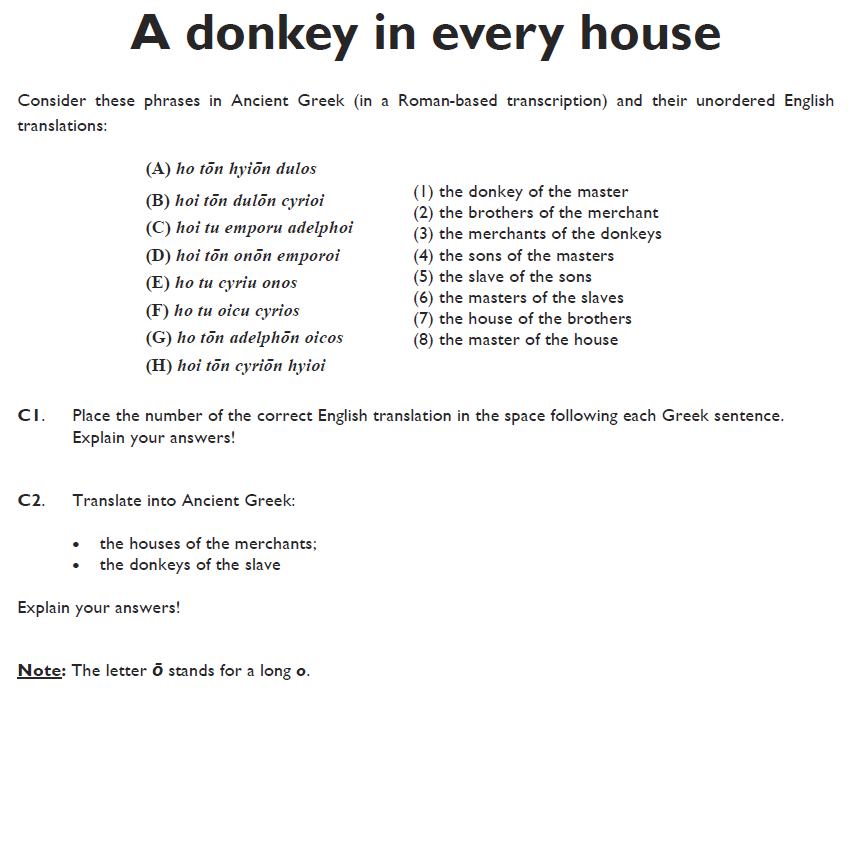 A donkey in every house
Consider these phrases in Ancient Greek (in a Roman-based transcription) and their unordered English
translations:
(A) ho tōn hyiōn dulos
(B) hoi tōn dulōn cyrioi
(C) hoi tu emporu adelphoi
(D) hoi tōn onōn emporoi
(E) ho tu cyriu onos
(F) ho tu oicu cyrios
(G) ho tōn adelphōn oicos
(H) hoi tōn cyriōn hyioi
(1) the donkey of the master
(2) the brothers of the merchant
(3) the merchants of the donkeys
(4) the sons of the masters
(5) the slave of the sons
(6) the masters of the slaves
(7) the house of the brothers
(8) the master of the house
C1. Place the number of the correct English translation in the space following each Greek sentence.
Explain your answers!
C2. Translate into Ancient Greek:
• the houses of the merchants;
• the donkeys of the slave
Explain your answers!
Note: The letter ō stands for a long o.